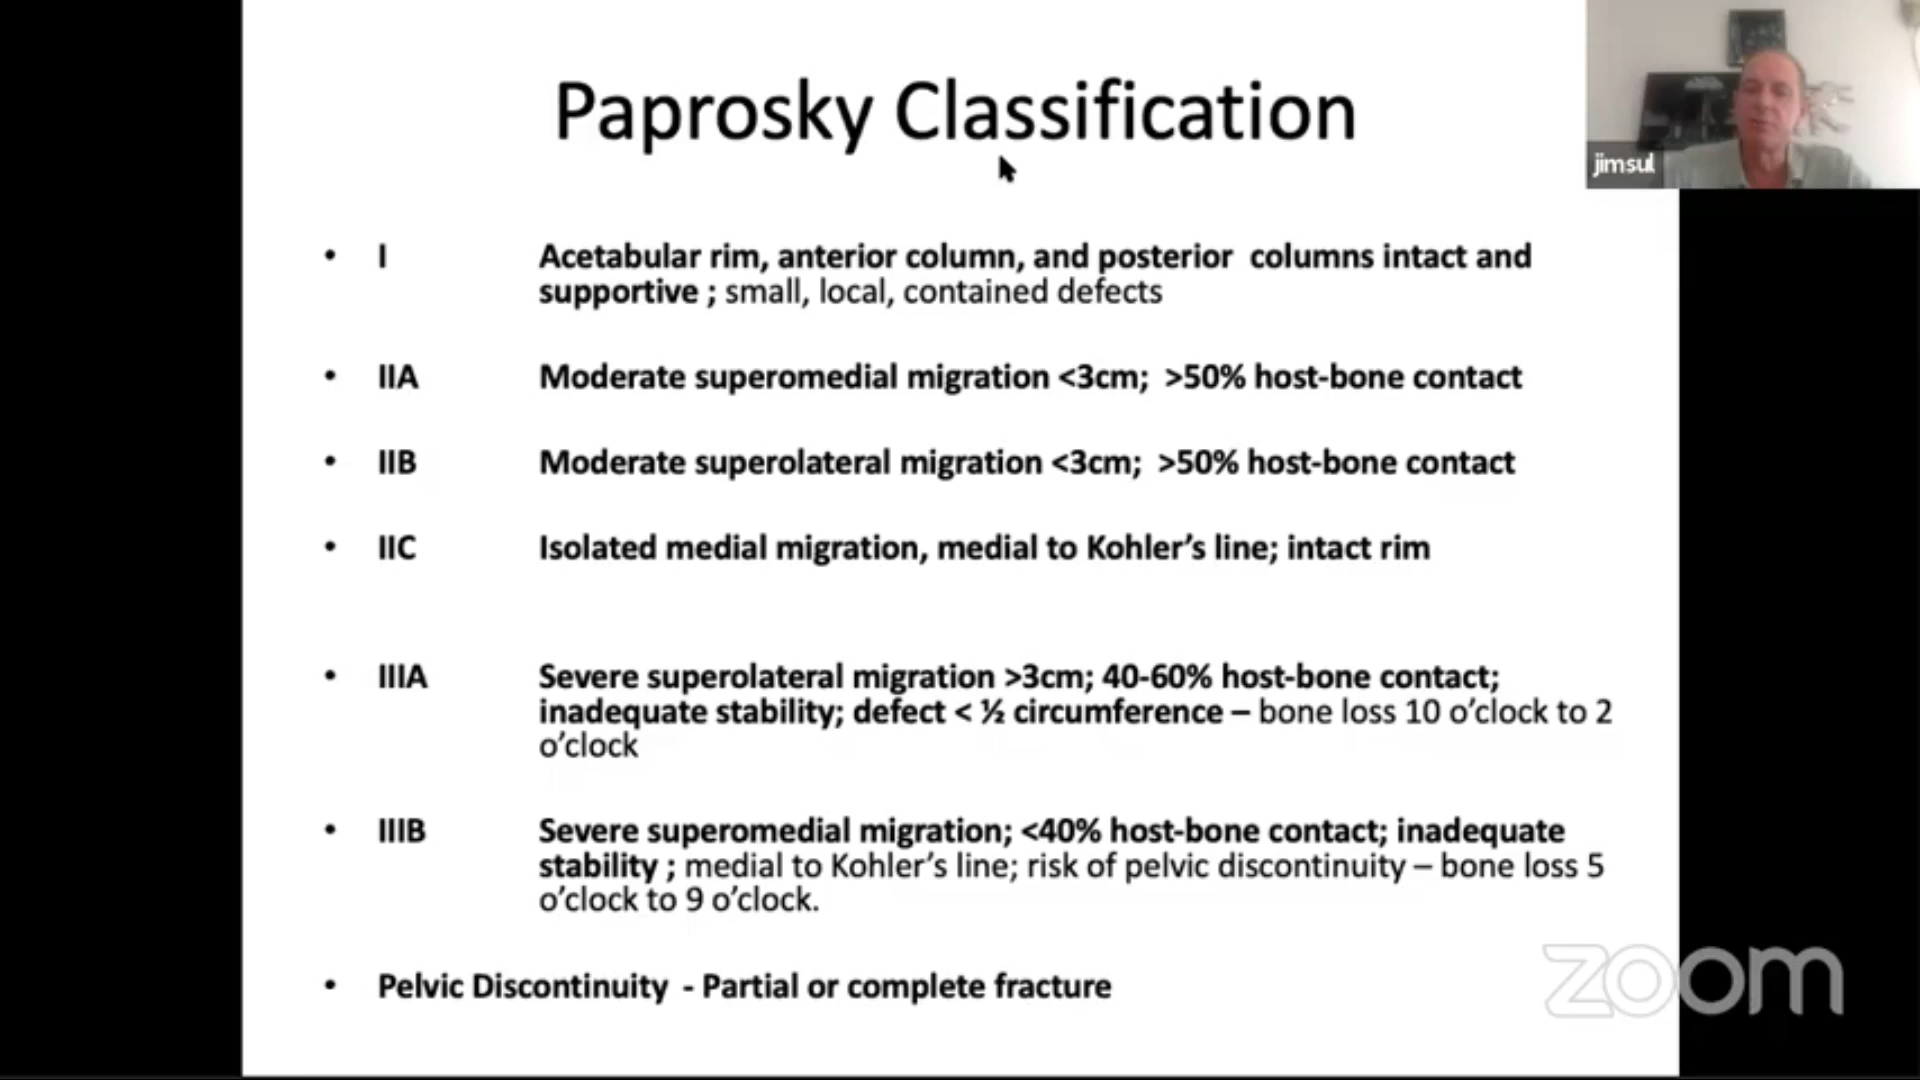 Paprosky Classification
jimsul
• I Acetabular rim, anterior column, and posterior columns intact and
supportive ; small, local, contained defects
• IIA Moderate superomedial migration <3cm; >50% host-bone contact
• IIB Moderate superolateral migration <3cm; >50% host-bone contact
• IIC Isolated medial migration, medial to Kohler’s line; intact rim
• IIIA Severe superolateral migration >3cm; 40-60% host-bone contact;
inadequate stability; defect < ½ circumference – bone loss 10 o’clock to 2
o’clock
• IIIB Severe superomedial migration; <40% host-bone contact; inadequate
stability ; medial to Kohler’s line; risk of pelvic discontinuity – bone loss 5
o’clock to 9 o’clock.
• Pelvic Discontinuity - Partial or complete fracture
zoom